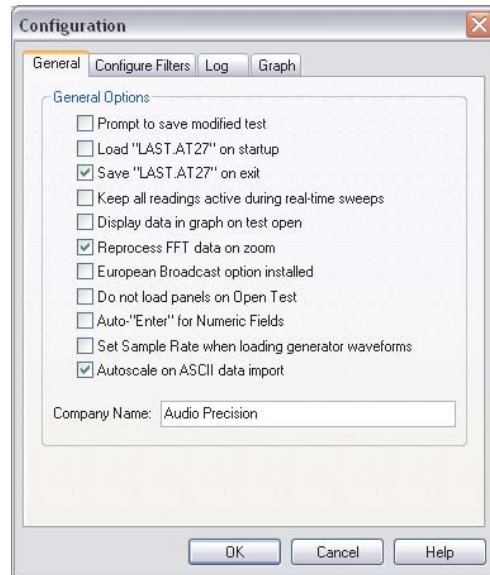 Configuration
General Configure Filters Log Graph
General Options
Prompt to save modified test
Load "LAST.AT27" on startup
Save "LAST.AT27" on exit
Keep all readings active during real-time sweeps
Display data in graph on test open
Reprocess FFT data on zoom
European Broadcast option installed
Do not load panels on Open Test
Auto-"Enter" for Numeric Fields
Set Sample Rate when loading generator waveforms
Autoscale on ASCII data import
Company Name: Audio Precision
OK Cancel Help